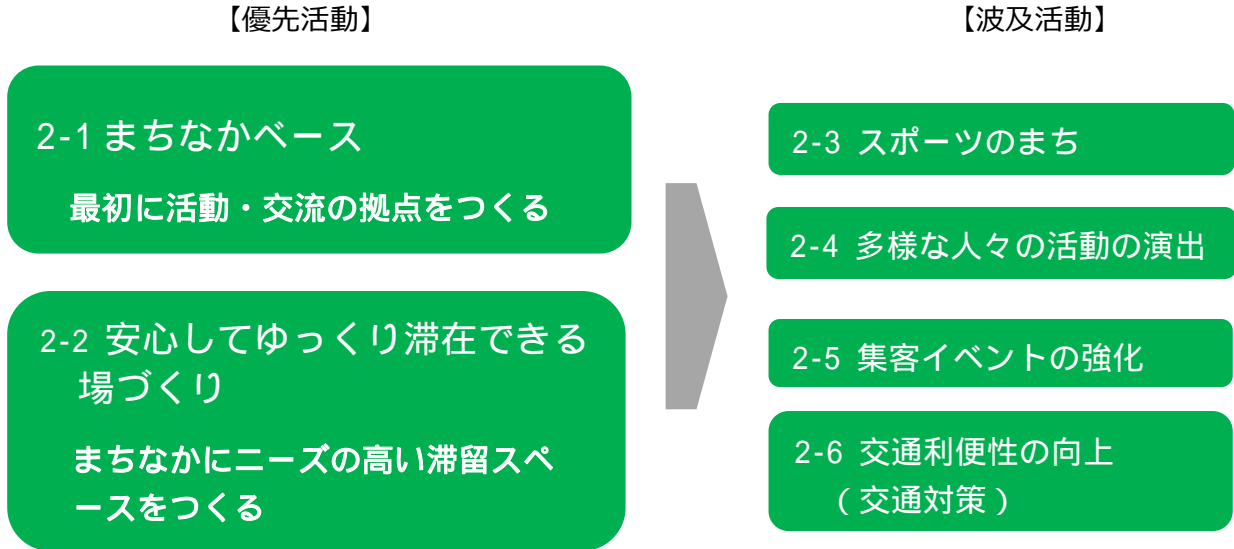 【優先活動】
2-1 まちなかベース
最初に活動・交流の拠点をつくる
2-2 安心してゆっくり滞在できる
場づくり
まちなかにニーズの高い滞留スペ
ースをつくる
【波及活動】
2-3 スポーツのまち
2-4 多様な人々の活動の演出
2-5 集客イベントの強化
2-6 交通利便性の向上
（交通対策）